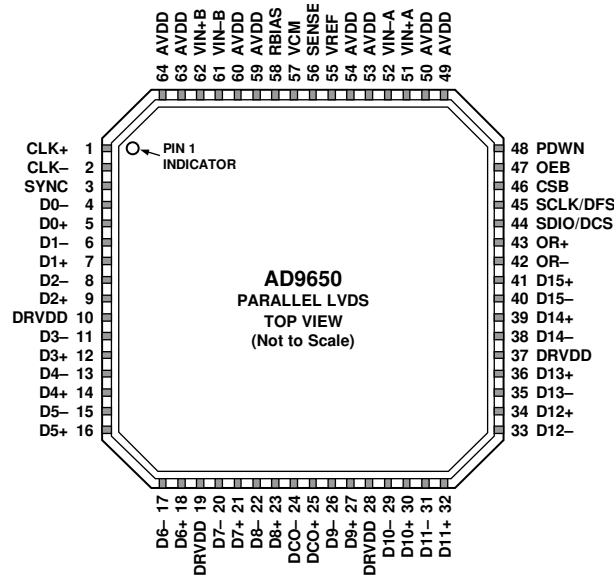 64 AVDD
63 AVDD
62 VIN+B
61 VIN–B
60 AVDD
59 AVDD
58 RBIAS
57 VCM
56 SENSE
55 VREF
54 AVDD
53 AVDD
52 VIN–A
51 VIN+A
50 AVDD
49 AVDD
CLK+ 1
CLK– 2
SYNC 3
D0– 4
D0+ 5
D1– 6
D1+ 7
D2– 8
D2+ 9
DRVDD 10
D3– 11
D3+ 12
D4– 13
D4+ 14
D5– 15
D5+ 16
PIN 1
INDICATOR
AD9650
PARALLEL LVDS
TOP VIEW
(Not to Scale)
48 PDWN
47 OEB
46 CSB
45 SCLK/DFS
44 SDIO/DCS
43 OR+
42 OR–
41 D15+
40 D15–
39 D14+
38 D14–
37 DRVDD
36 D13+
35 D13–
34 D12+
33 D12–
D6– 17
D6+ 18
DRVDD 19
D7– 20
D7+ 21
D8– 22
D8+ 23
DCO– 24
DCO+ 25
D9– 26
D9+ 27
DRVDD 28
D10– 29
D10+ 30
D11– 31
D11+ 32